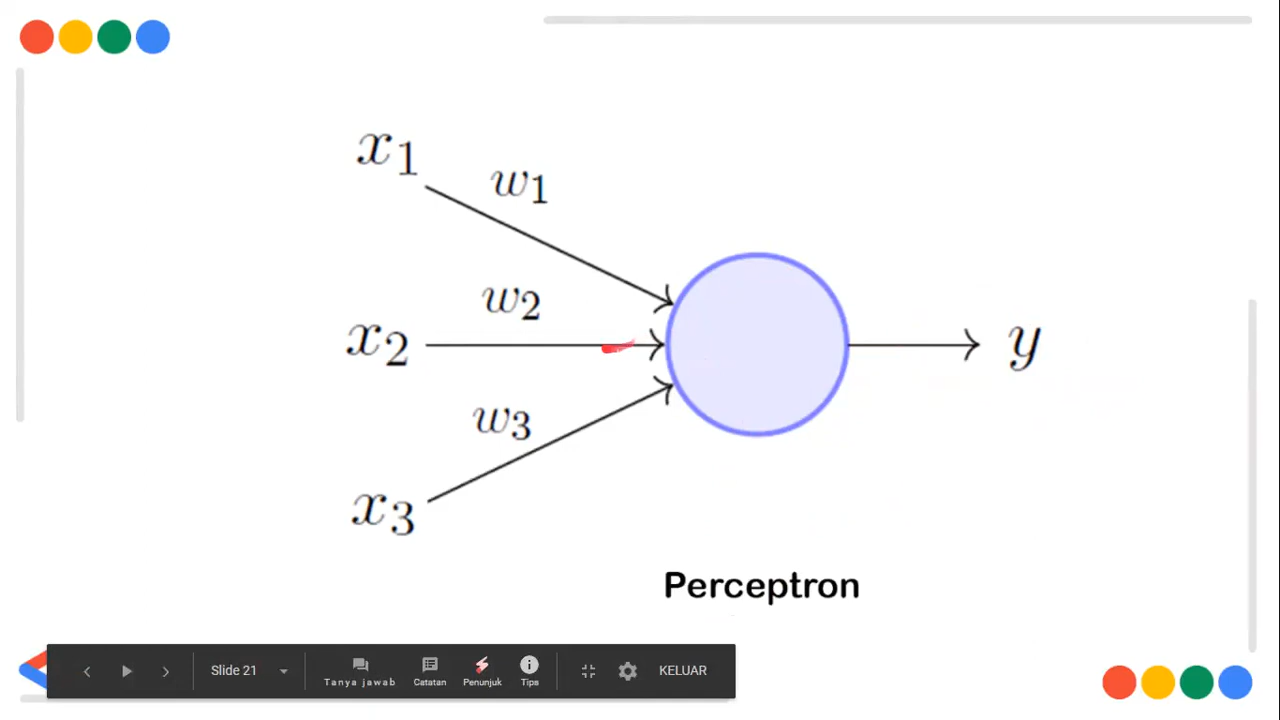 x1
w1
w2
x2
y
w3
x3
Perceptron
Slide 21
Tanya jawab
Catatan
Penunjuk
Tips
KELUAR